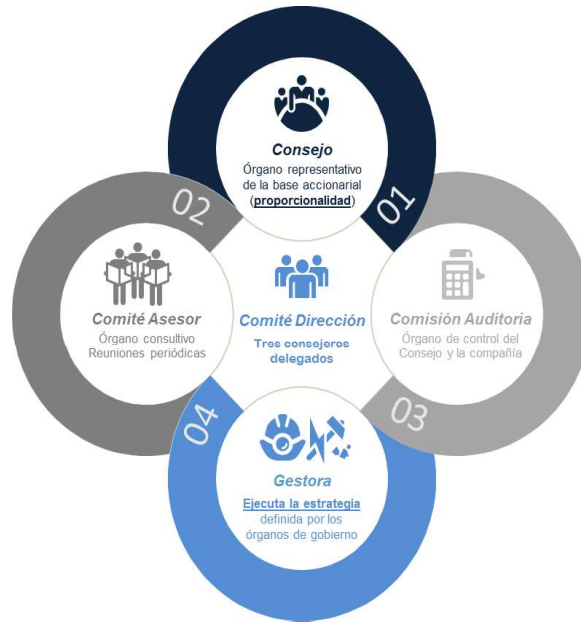 Consejo
Órgano representativo
de la base accionarial
(proporcionalidad)
01
02
Comité Asesor
Órgano consultivo
Reuniones periódicas
Comité Dirección
Tres consejeros
delegados
Comisión Auditoria
Órgano de control del
Consejo y la compañía
03
04
Gestora
Ejecuta la estrategia
definida por los
órganos de gobierno